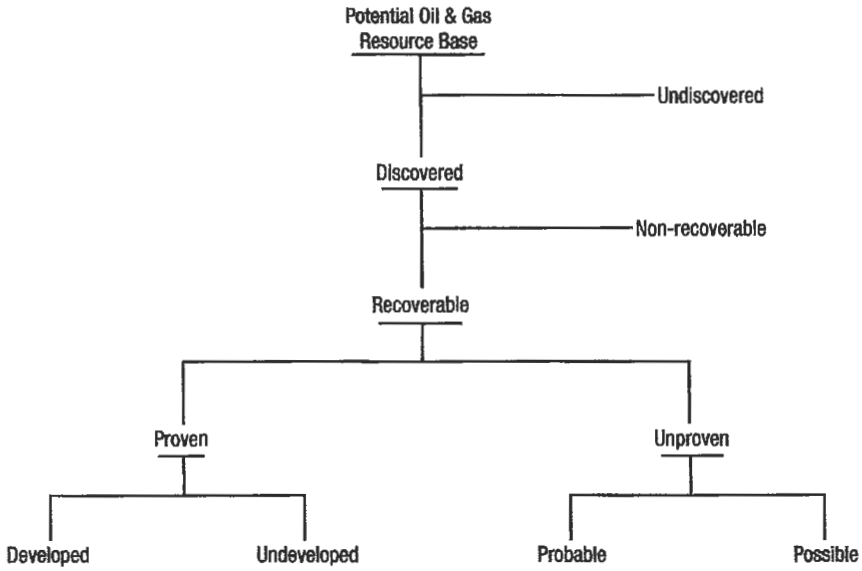 Potential Oil & Gas
Resource Base
Undiscovered
Discovered
Non-recoverable
Recoverable
Proven
Unproven
Developed
Undeveloped
Probable
Possible